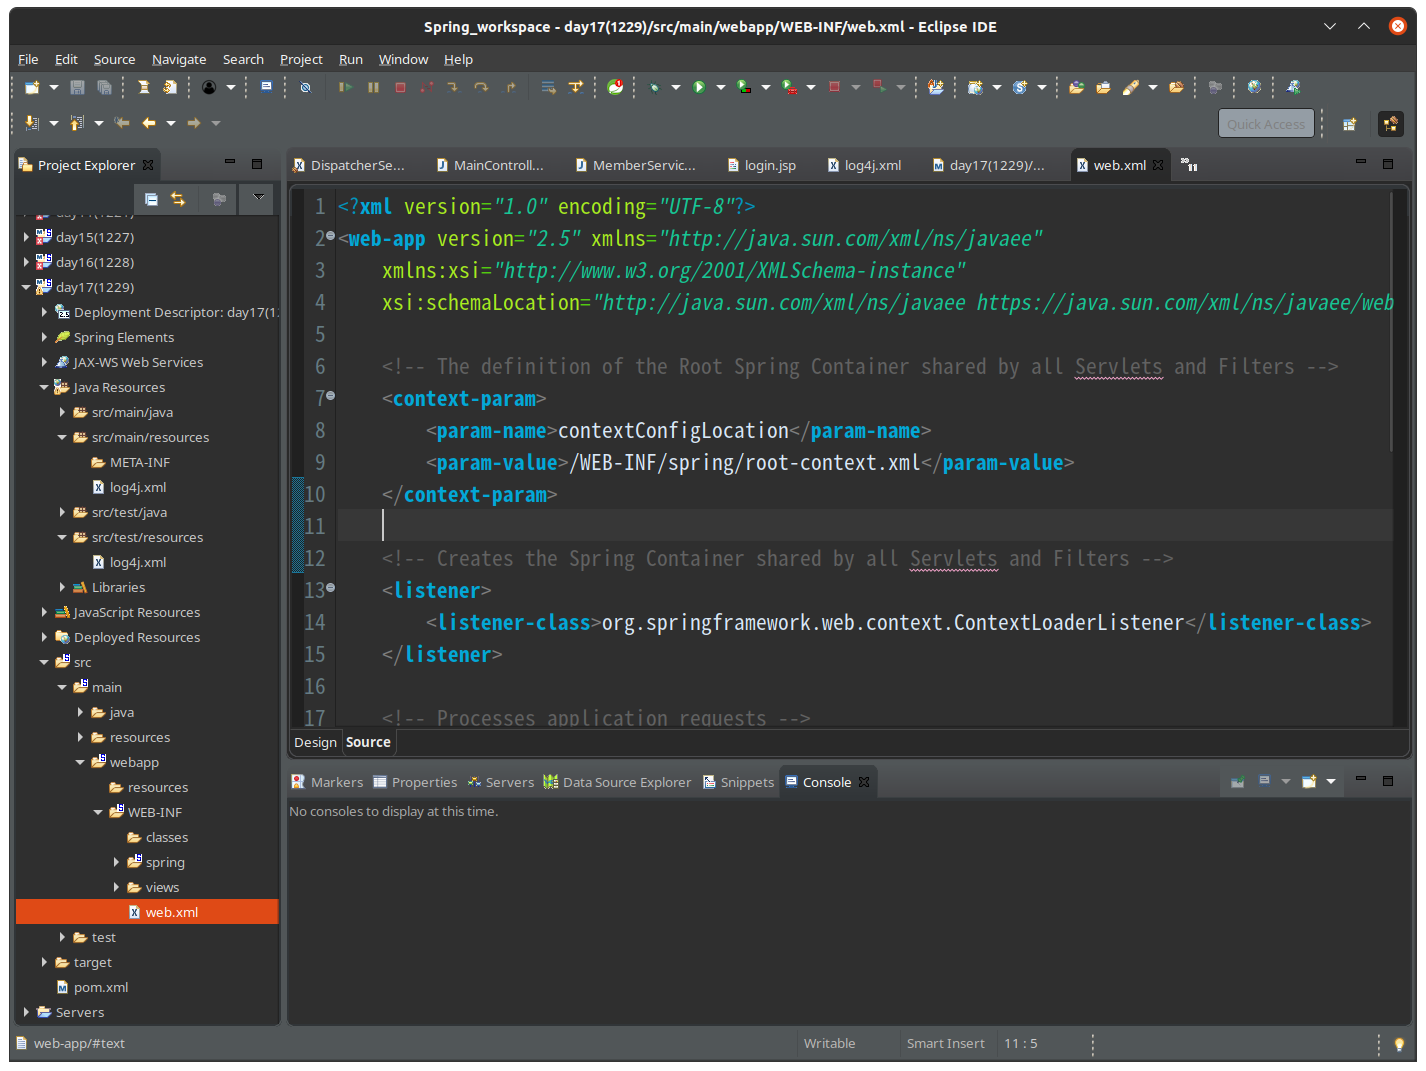 Spring_workspace - day17(1229)/src/main/webapp/WEB-INF/web.xml - Eclipse IDE
File Edit Source Navigate Search Project Run Window Help
Quick Access
Project Explorer
day15(1227)
day16(1228)
day17(1229)
Deployment Descriptor: day17(1
Spring Elements
JAX-WS Web Services
Java Resources
src/main/java
src/main/resources
META-INF
log4j.xml
src/test/java
src/test/resources
log4j.xml
Libraries
JavaScript Resources
Deployed Resources
src
main
java
resources
webapp
resources
WEB-INF
classes
spring
views
web.xml
test
target
pom.xml
Servers
DispatcherSe... MainControll... MemberServic... login.jsp log4j.xml day17(1229)/... web.xml »11
1 <?xml version="1.0" encoding="UTF-8"?>
2 <web-app version="2.5" xmlns="http://java.sun.com/xml/ns/javaee"
3 xmlns:xsi="http://www.w3.org/2001/XMLSchema-instance"
4 xsi:schemaLocation="http://java.sun.com/xml/ns/javaee https://java.sun.com/xml/ns/javaee/web
5
6 <!-- The definition of the Root Spring Container shared by all Servlets and Filters -->
7 <context-param>
8 <param-name>contextConfigLocation</param-name>
9 <param-value>/WEB-INF/spring/root-context.xml</param-value>
10 </context-param>
11
12 <!-- Creates the Spring Container shared by all Servlets and Filters -->
13 <listener>
14 <listener-class>org.springframework.web.context.ContextLoaderListener</listener-class>
15 </listener>
16
17 <!-- Processes application requests -->
Design Source
Markers Properties Servers Data Source Explorer Snippets Console
No consoles to display at this time.
web-app/#text Writable Smart Insert 11 : 5